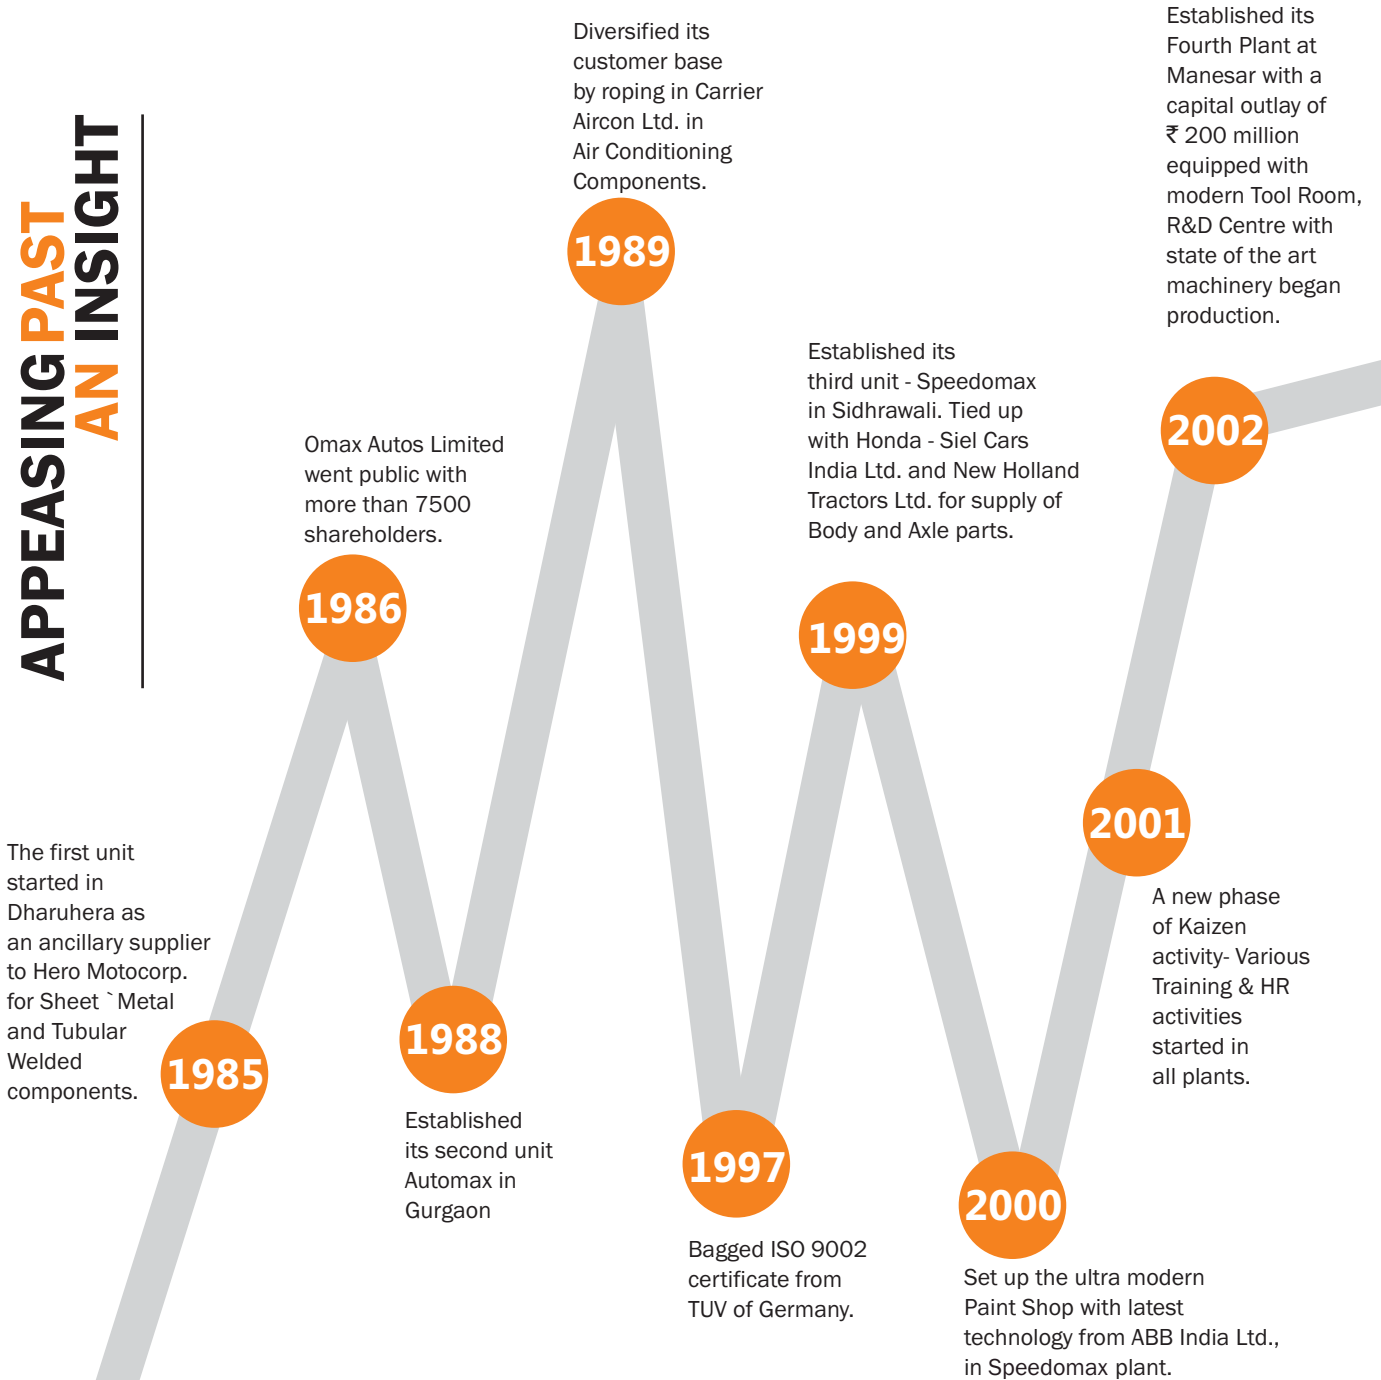 APPEASING PAST
AN INSIGHT
The first unit
started in
Dharuhera as
an ancillary supplier
to Hero Motocorp.
for Sheet `Metal
and Tubular
Welded
components.
1985
Omax Autos Limited
went public with
more than 7500
shareholders.
1986
1988
Established
its second unit
Automax in
Gurgaon
Diversified its
customer base
by roping in Carrier
Aircon Ltd. in
Air Conditioning
Components.
1989
1997
Bagged ISO 9002
certificate from
TUV of Germany.
Established its
third unit - Speedomax
in Sidhrawali. Tied up
with Honda - Siel Cars
India Ltd. and New Holland
Tractors Ltd. for supply of
Body and Axle parts.
1999
2000
Set up the ultra modern
Paint Shop with latest
technology from ABB India Ltd.,
in Speedomax plant.
2001
A new phase
of Kaizen
activity- Various
Training & HR
activities
started in
all plants.
Established its
Fourth Plant at
Manesar with a
capital outlay of
₹ 200 million
equipped with
modern Tool Room,
R&D Centre with
state of the art
machinery began
production.
2002